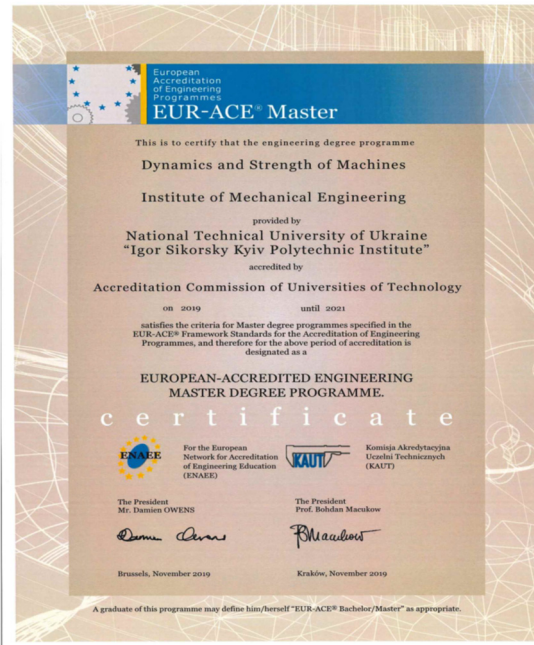 European
Accreditation
of Engineering
Programmes
EUR-ACE® Master
This is to certify that the engineering degree programme
Dynamics and Strength of Machines
Institute of Mechanical Engineering
provided by
National Technical University of Ukraine
“Igor Sikorsky Kyiv Polytechnic Institute”
accredited by
Accreditation Commission of Universities of Technology
on 2019 until 2021
satisfies the criteria for Master degree programmes specified in the
EUR-ACE® Framework Standards for the Accreditation of Engineering
Programmes, and therefore for the above period of accreditation is
designated as a
EUROPEAN-ACCREDITED ENGINEERING
MASTER DEGREE PROGRAMME.
certificate
ENAEE
For the European
Network for Accreditation
of Engineering Education
(ENAEE)
KAUT
Komisja Akredytacyjna
Uczelni Technicznych
(KAUT)
The President
Mr. Damien OWENS
The President
Prof. Bohdan Macukow
Damien Owens
BMacukow
Brussels, November 2019
Kraków, November 2019
A graduate of this programme may define him/herself “EUR-ACE® Bachelor/Master” as appropriate.